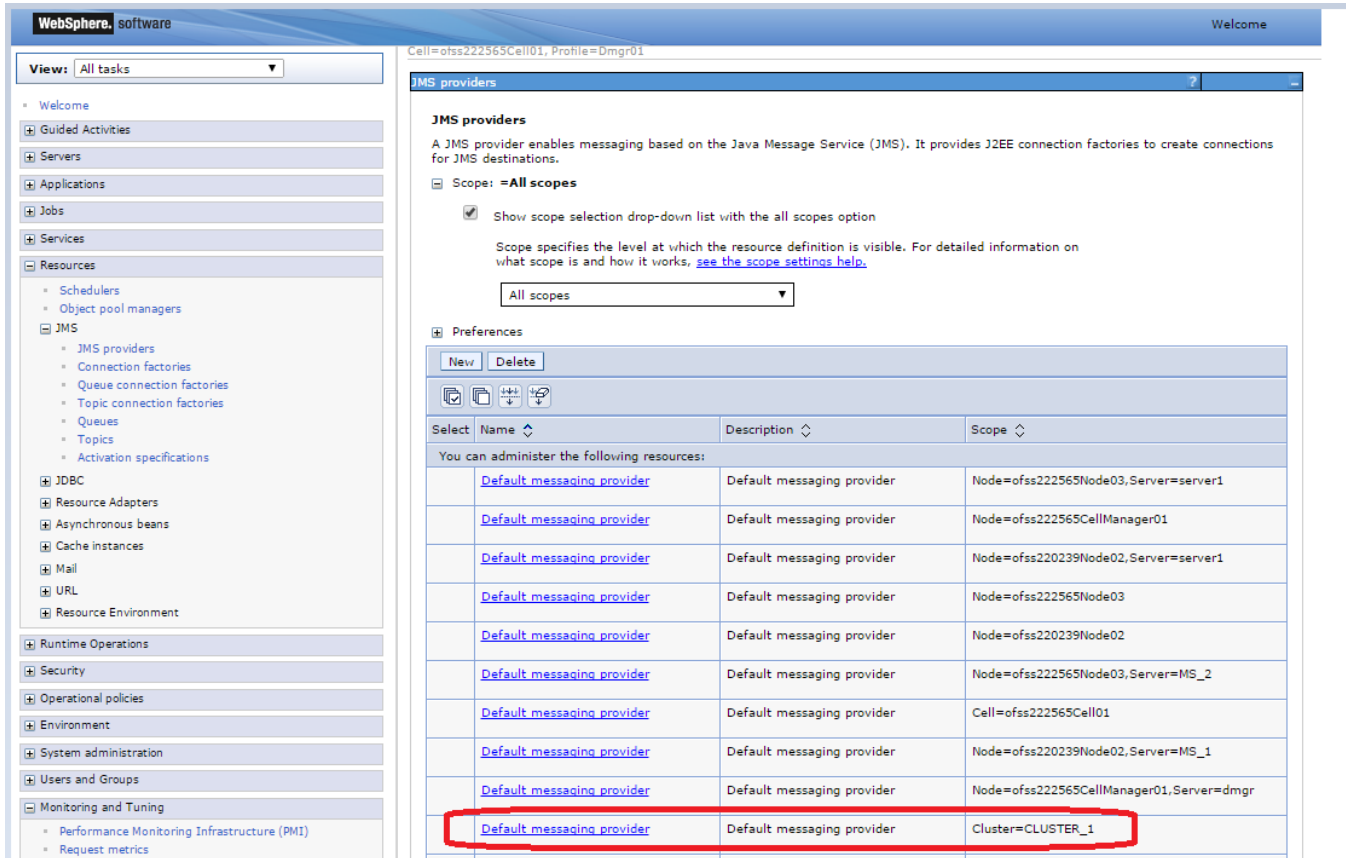 WebSphere. software
Welcome
View: All tasks
Welcome
Guided Activities
Servers
Applications
Jobs
Services
Resources
Schedulers
Object pool managers
JMS
JMS providers
Connection factories
Queue connection factories
Topic connection factories
Queues
Topics
Activation specifications
JDBC
Resource Adapters
Asynchronous beans
Cache instances
Mail
URL
Resource Environment
Runtime Operations
Security
Operational policies
Environment
System administration
Users and Groups
Monitoring and Tuning
Performance Monitoring Infrastructure (PMI)
Request metrics
Cell=ofss222565Cell01, Profile=Dmgr01
JMS providers ? –
JMS providers
A JMS provider enables messaging based on the Java Message Service (JMS). It provides J2EE connection factories to create connections
for JMS destinations.
Scope: =All scopes
Show scope selection drop-down list with the all scopes option
Scope specifies the level at which the resource definition is visible. For detailed information on
what scope is and how it works, see the scope settings help.
All scopes
Preferences
New Delete
Select Name Description Scope
You can administer the following resources:
Default messaging provider Default messaging provider Node=ofss222565Node03,Server=server1
Default messaging provider Default messaging provider Node=ofss222565CellManager01
Default messaging provider Default messaging provider Node=ofss220239Node02,Server=server1
Default messaging provider Default messaging provider Node=ofss222565Node03
Default messaging provider Default messaging provider Node=ofss220239Node02
Default messaging provider Default messaging provider Node=ofss222565Node03,Server=MS_2
Default messaging provider Default messaging provider Cell=ofss222565Cell01
Default messaging provider Default messaging provider Node=ofss220239Node02,Server=MS_1
Default messaging provider Default messaging provider Node=ofss222565CellManager01,Server=dmgr
Default messaging provider Default messaging provider Cluster=CLUSTER_1